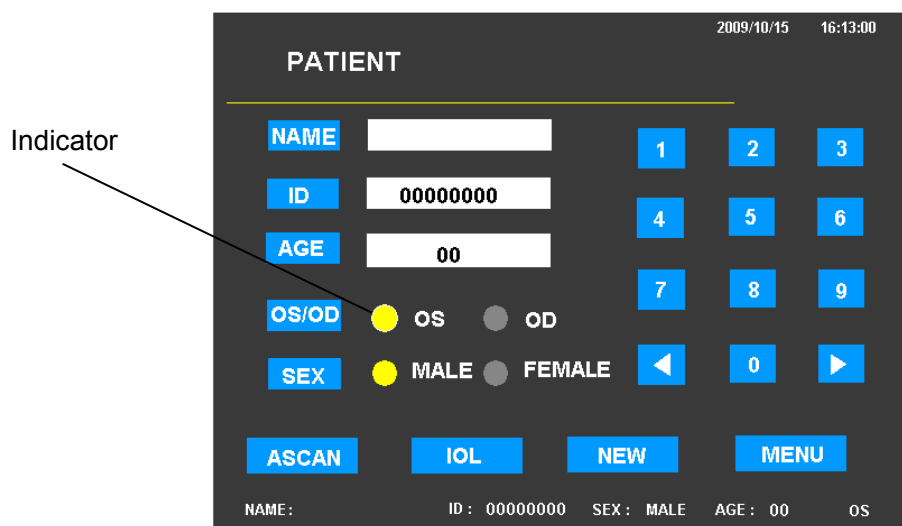 2009/10/15 16:13:00
PATIENT
Indicator
NAME
1 2 3
ID 00000000
4 5 6
AGE 00
7 8 9
OS/OD OS OD
SEX MALE FEMALE
0
ASCAN IOL NEW MENU
NAME: ID: 00000000 SEX: MALE AGE: 00 OS